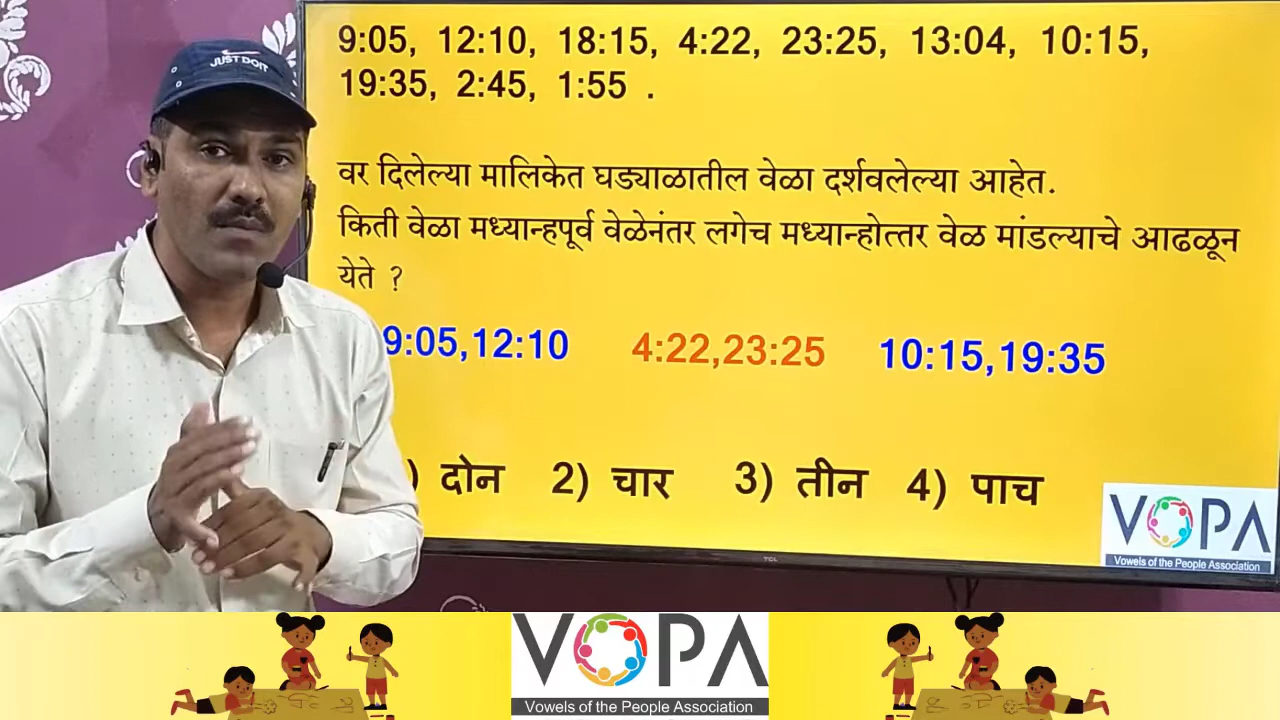 9:05, 12:10, 18:15, 4:22, 23:25, 13:04, 10:15,
19:35, 2:45, 1:55 .
वर दिलेल्या मालिकेत घड्याळातील वेळा दर्शवलेल्या आहेत.
किती वेळा मध्यान्हपूर्व वेळेनंतर लगेच मध्यान्होत्तर वेळ मांडल्याचे आढळून
येते ?
9:05,12:10 4:22,23:25 10:15,19:35
) दोन 2) चार 3) तीन 4) पाच
JUST DO IT
VOPA
Vowels of the People Association
TCL
VOPA
Vowels of the People Association